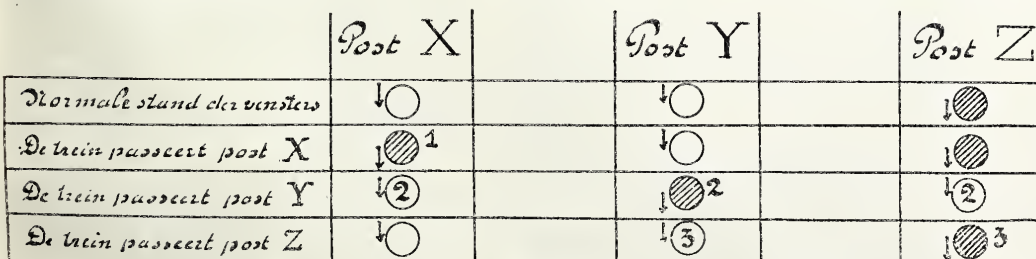 Post X Post Y Post Z
Normale stand der vensters
De trein passeert post X 1
De trein passeert post Y 2 2 2
De trein passeert post Z 3 3